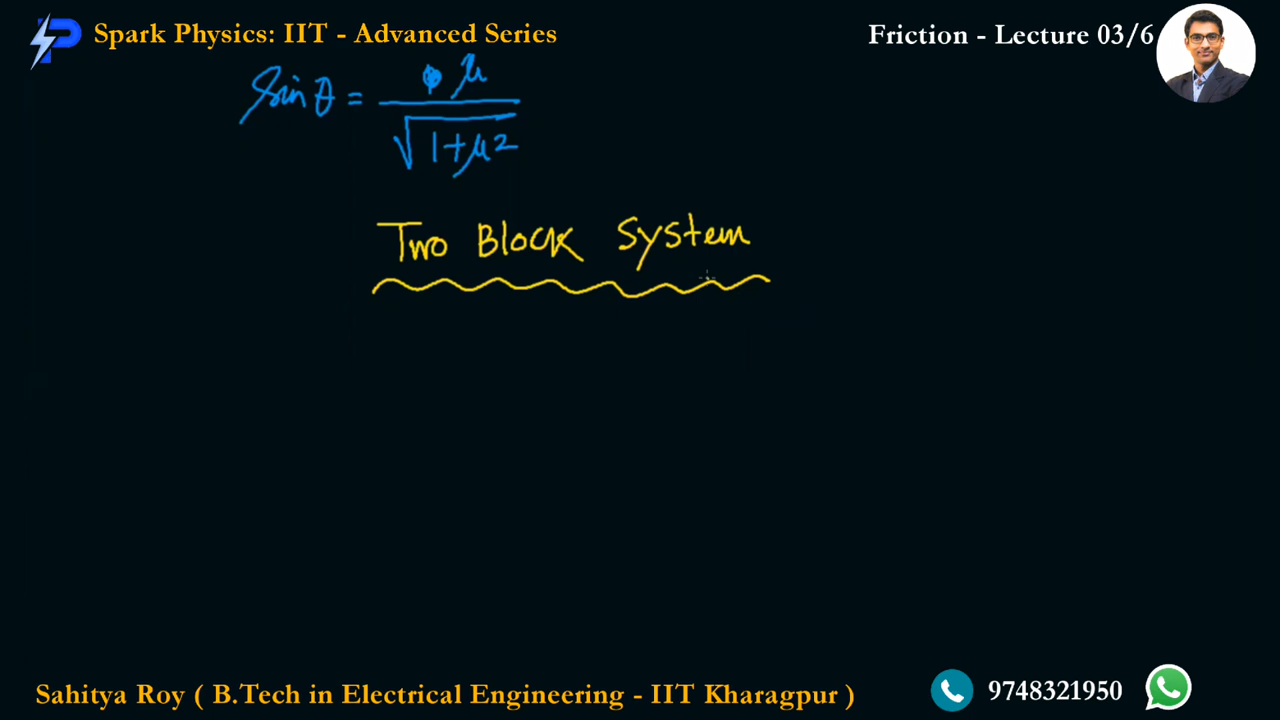 Spark Physics: IIT - Advanced Series
Friction - Lecture 03/6
sin θ = μ / √1+μ2
Two Block System
Sahitya Roy ( B.Tech in Electrical Engineering - IIT Kharagpur )
9748321950